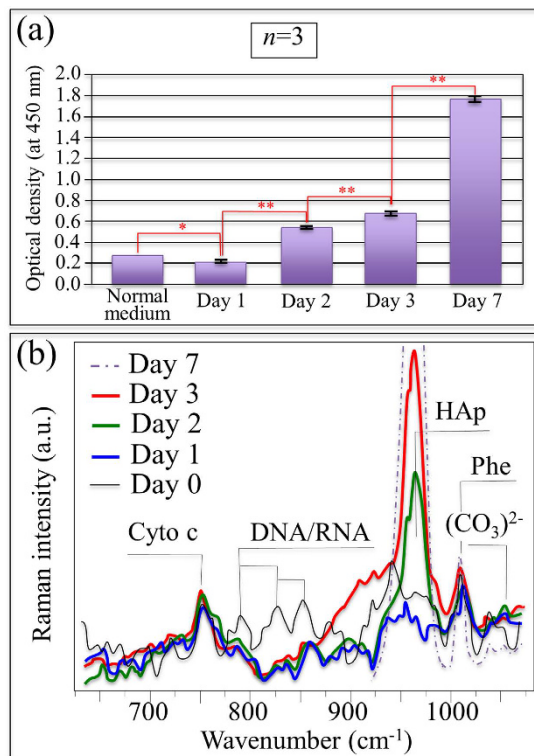 (a)
n=3
Optical density (at 450 nm)
2.0
1.8
1.6
1.4
1.2
1.0
0.8
0.6
0.4
0.2
0.0
*
**
**
**
Normal
medium
Day 1
Day 2
Day 3
Day 7
(b)
Day 7
Day 3
Day 2
Day 1
Day 0
HAp
Phe
Cyto c
DNA/RNA
(CO₃)²⁻
Raman intensity (a.u.)
700
800
900
1000
Wavenumber (cm⁻¹)